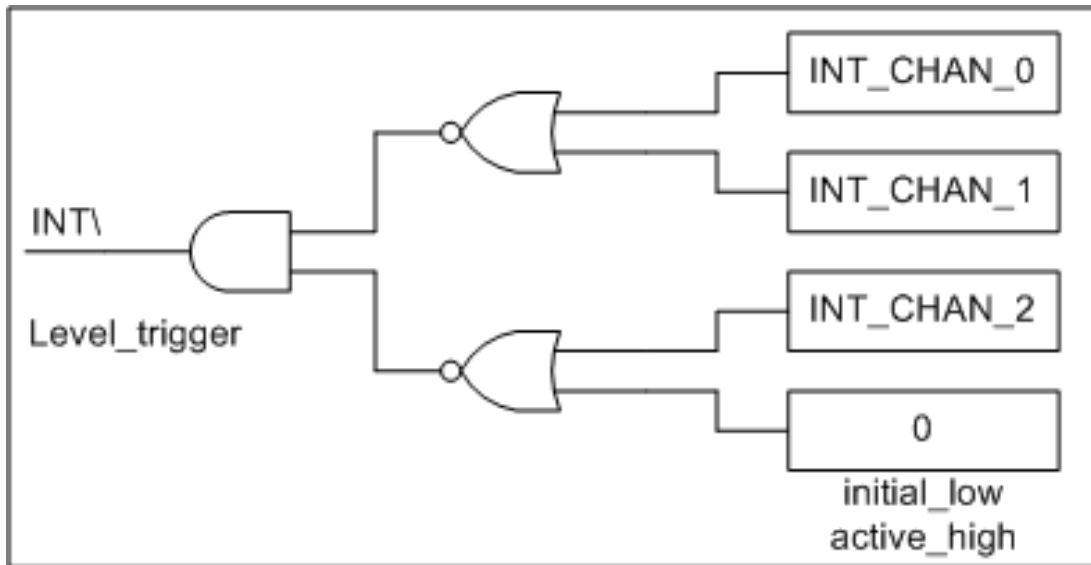 INT_CHAN_0
INT_CHAN_1
INT\
Level_trigger
INT_CHAN_2
0
initial_low
active_high